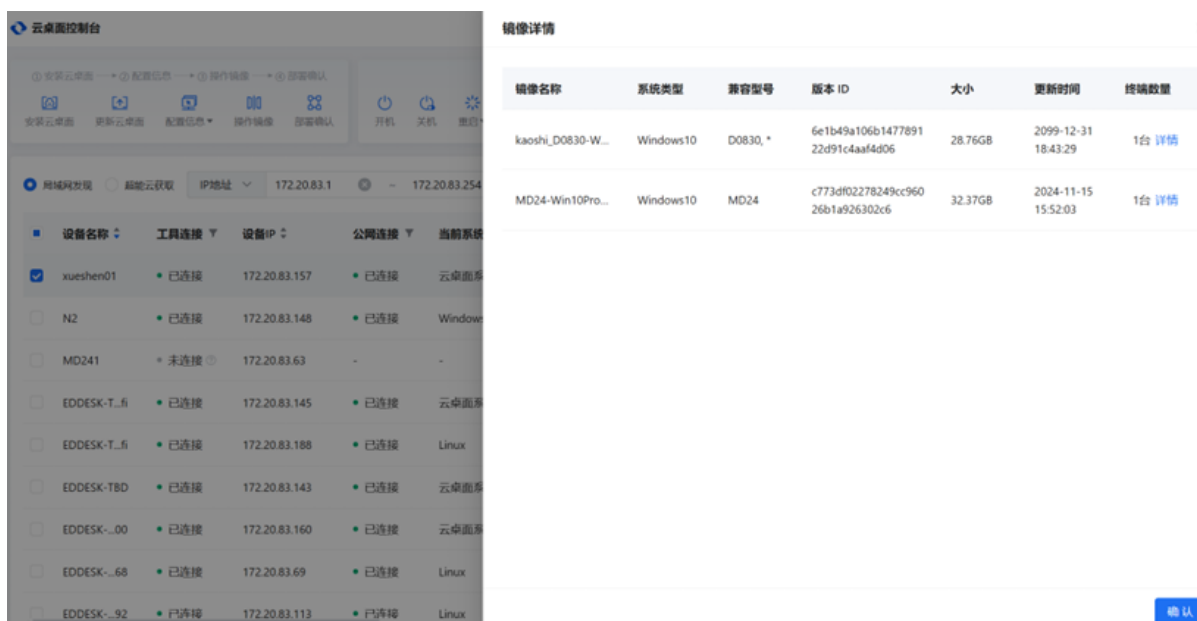 云桌面控制台
① 安装云桌面 ② 配置信息 ③ 操作镜像 ④ 部署确认
安装云桌面 更新云桌面 配置信息 操作镜像 部署确认 开机 关机 重启
局域网发现 超能云获取 IP地址 172.20.83.1 ~ 172.20.83.254
设备名称 工具连接 设备IP 公网连接 当前系统
xueshen01 已连接 172.20.83.157 已连接 云桌面系
N2 已连接 172.20.83.148 已连接 Windows
MD241 未连接 172.20.83.63 - -
EDDESK-T...fi 已连接 172.20.83.145 已连接 云桌面系
EDDESK-T...fi 已连接 172.20.83.188 已连接 Linux
EDDESK-TBD 已连接 172.20.83.143 已连接 云桌面系
EDDESK-...00 已连接 172.20.83.160 已连接 云桌面系
EDDESK-...68 已连接 172.20.83.69 已连接 Linux
EDDESK-...92 已连接 172.20.83.113 已连接 Linux
镜像详情
镜像名称 系统类型 兼容型号 版本 ID 大小 更新时间 终端数量
kaoshi_D0830-W... Windows10 D0830, * 6e1b49a106b1477891 28.76GB 2099-12-31 1台 详情
22d91c4aaf4d06 18:43:29
MD24-Win10Pro... Windows10 MD24 c773df02278249cc960 32.37GB 2024-11-15 1台 详情
26b1a926302c6 15:52:03
确认